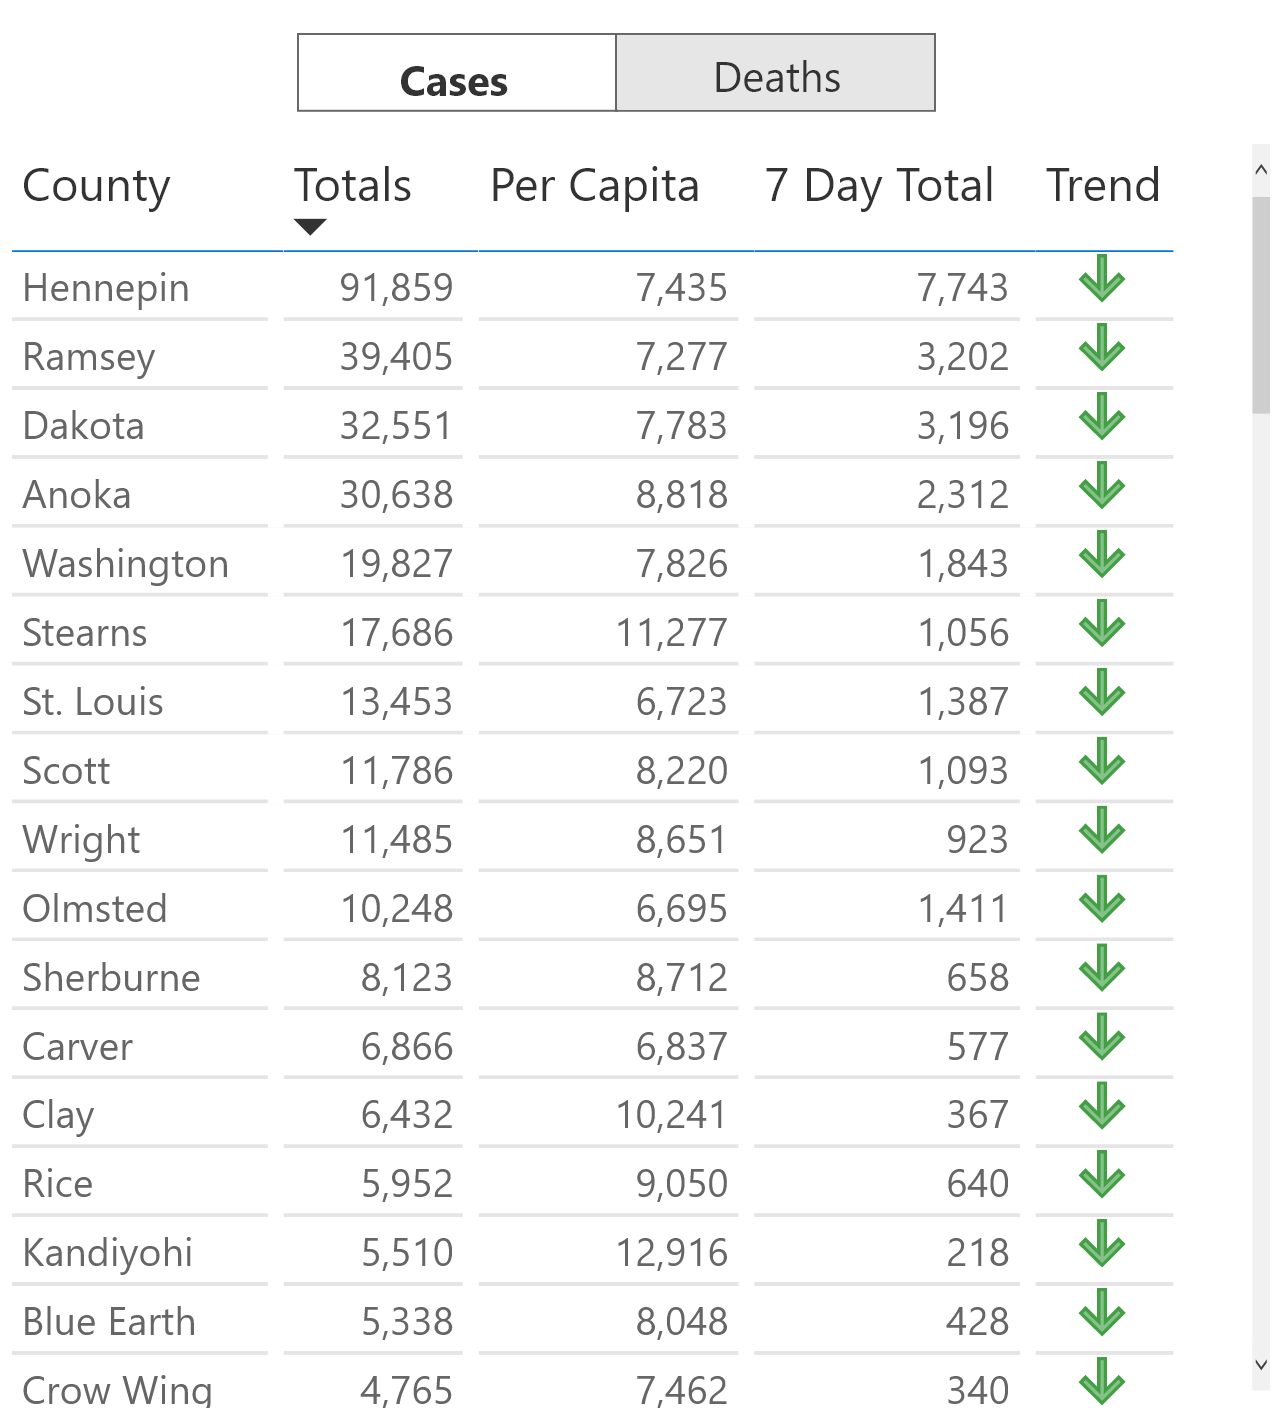 Cases Deaths
County Totals Per Capita 7 Day Total Trend
Hennepin 91,859 7,435 7,743
Ramsey 39,405 7,277 3,202
Dakota 32,551 7,783 3,196
Anoka 30,638 8,818 2,312
Washington 19,827 7,826 1,843
Stearns 17,686 11,277 1,056
St. Louis 13,453 6,723 1,387
Scott 11,786 8,220 1,093
Wright 11,485 8,651 923
Olmsted 10,248 6,695 1,411
Sherburne 8,123 8,712 658
Carver 6,866 6,837 577
Clay 6,432 10,241 367
Rice 5,952 9,050 640
Kandiyohi 5,510 12,916 218
Blue Earth 5,338 8,048 428
Crow Wing 4,765 7,462 340